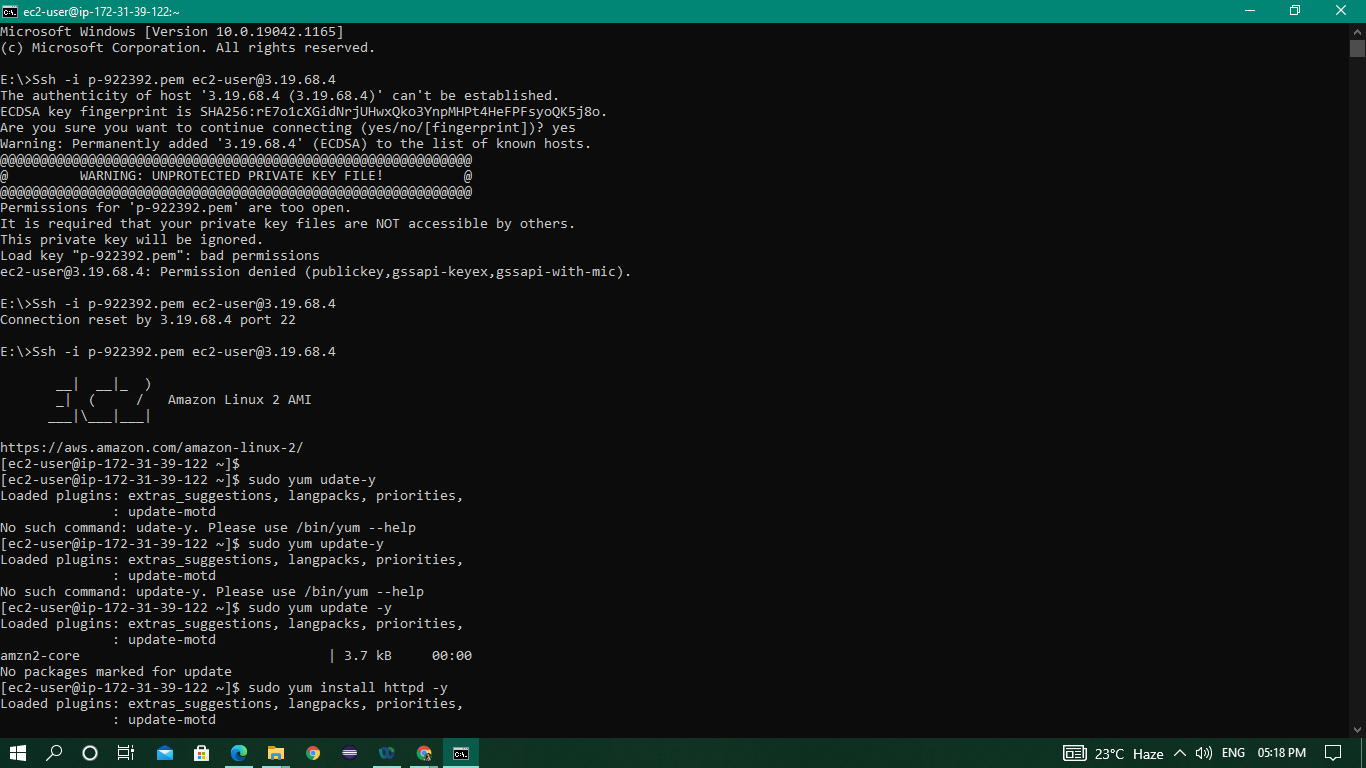 ec2-user@ip-172-31-39-122:~
Microsoft Windows [Version 10.0.19042.1165]
(c) Microsoft Corporation. All rights reserved.
E:\>Ssh -i p-922392.pem ec2-user@3.19.68.4
The authenticity of host '3.19.68.4 (3.19.68.4)' can't be established.
ECDSA key fingerprint is SHA256:rE7o1cXGidNrjUHwxQko3YnpMHPt4HeFPFsyoQK5j8o.
Are you sure you want to continue connecting (yes/no/[fingerprint])? yes
Warning: Permanently added '3.19.68.4' (ECDSA) to the list of known hosts.
@@@@@@@@@@@@@@@@@@@@@@@@@@@@@@@@@@@@@@@@@@@@@@@@@@@@@@@@@@@
@         WARNING: UNPROTECTED PRIVATE KEY FILE!          @
@@@@@@@@@@@@@@@@@@@@@@@@@@@@@@@@@@@@@@@@@@@@@@@@@@@@@@@@@@@
Permissions for 'p-922392.pem' are too open.
It is required that your private key files are NOT accessible by others.
This private key will be ignored.
Load key "p-922392.pem": bad permissions
ec2-user@3.19.68.4: Permission denied (publickey,gssapi-keyex,gssapi-with-mic).
E:\>Ssh -i p-922392.pem ec2-user@3.19.68.4
Connection reset by 3.19.68.4 port 22
E:\>Ssh -i p-922392.pem ec2-user@3.19.68.4
       __|  __|_  )
       _|  (     /   Amazon Linux 2 AMI
      ___|\___|___|
https://aws.amazon.com/amazon-linux-2/
[ec2-user@ip-172-31-39-122 ~]$
[ec2-user@ip-172-31-39-122 ~]$ sudo yum udate-y
Loaded plugins: extras_suggestions, langpacks, priorities,
              : update-motd
No such command: udate-y. Please use /bin/yum --help
[ec2-user@ip-172-31-39-122 ~]$ sudo yum update-y
Loaded plugins: extras_suggestions, langpacks, priorities,
              : update-motd
No such command: update-y. Please use /bin/yum --help
[ec2-user@ip-172-31-39-122 ~]$ sudo yum update -y
Loaded plugins: extras_suggestions, langpacks, priorities,
              : update-motd
amzn2-core                               | 3.7 kB     00:00
No packages marked for update
[ec2-user@ip-172-31-39-122 ~]$ sudo yum install httpd -y
Loaded plugins: extras_suggestions, langpacks, priorities,
              : update-motd
23°C Haze ENG 05:18 PM